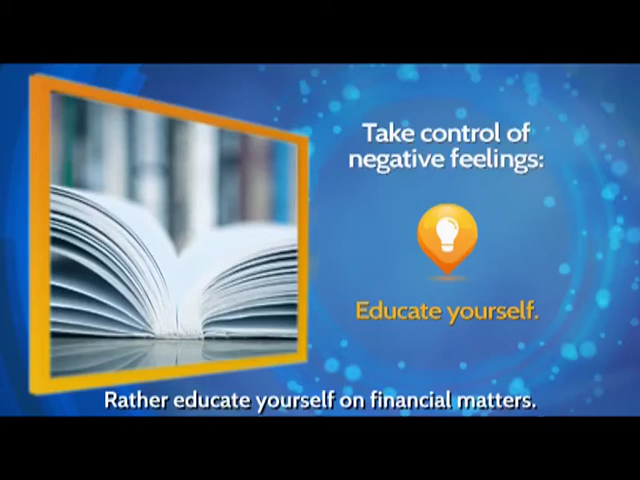 Take control of
negative feelings:
Educate yourself.
Rather educate yourself on financial matters.